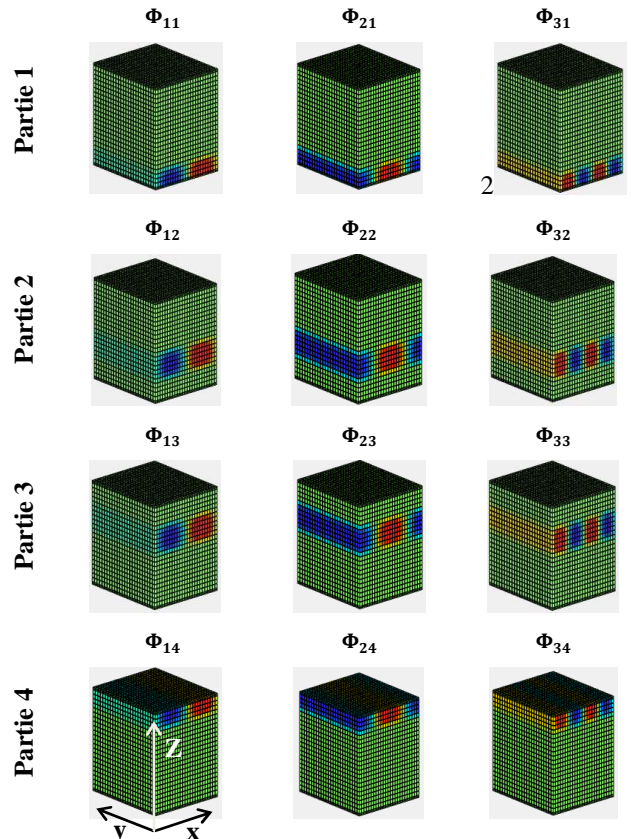 Φ₁₁ Φ₂₁ Φ₃₁
Partie 1
2
Φ₁₂ Φ₂₂ Φ₃₂
Partie 2
Φ₁₃ Φ₂₃ Φ₃₃
Partie 3
Φ₁₄ Φ₂₄ Φ₃₄
Partie 4
Z
y x